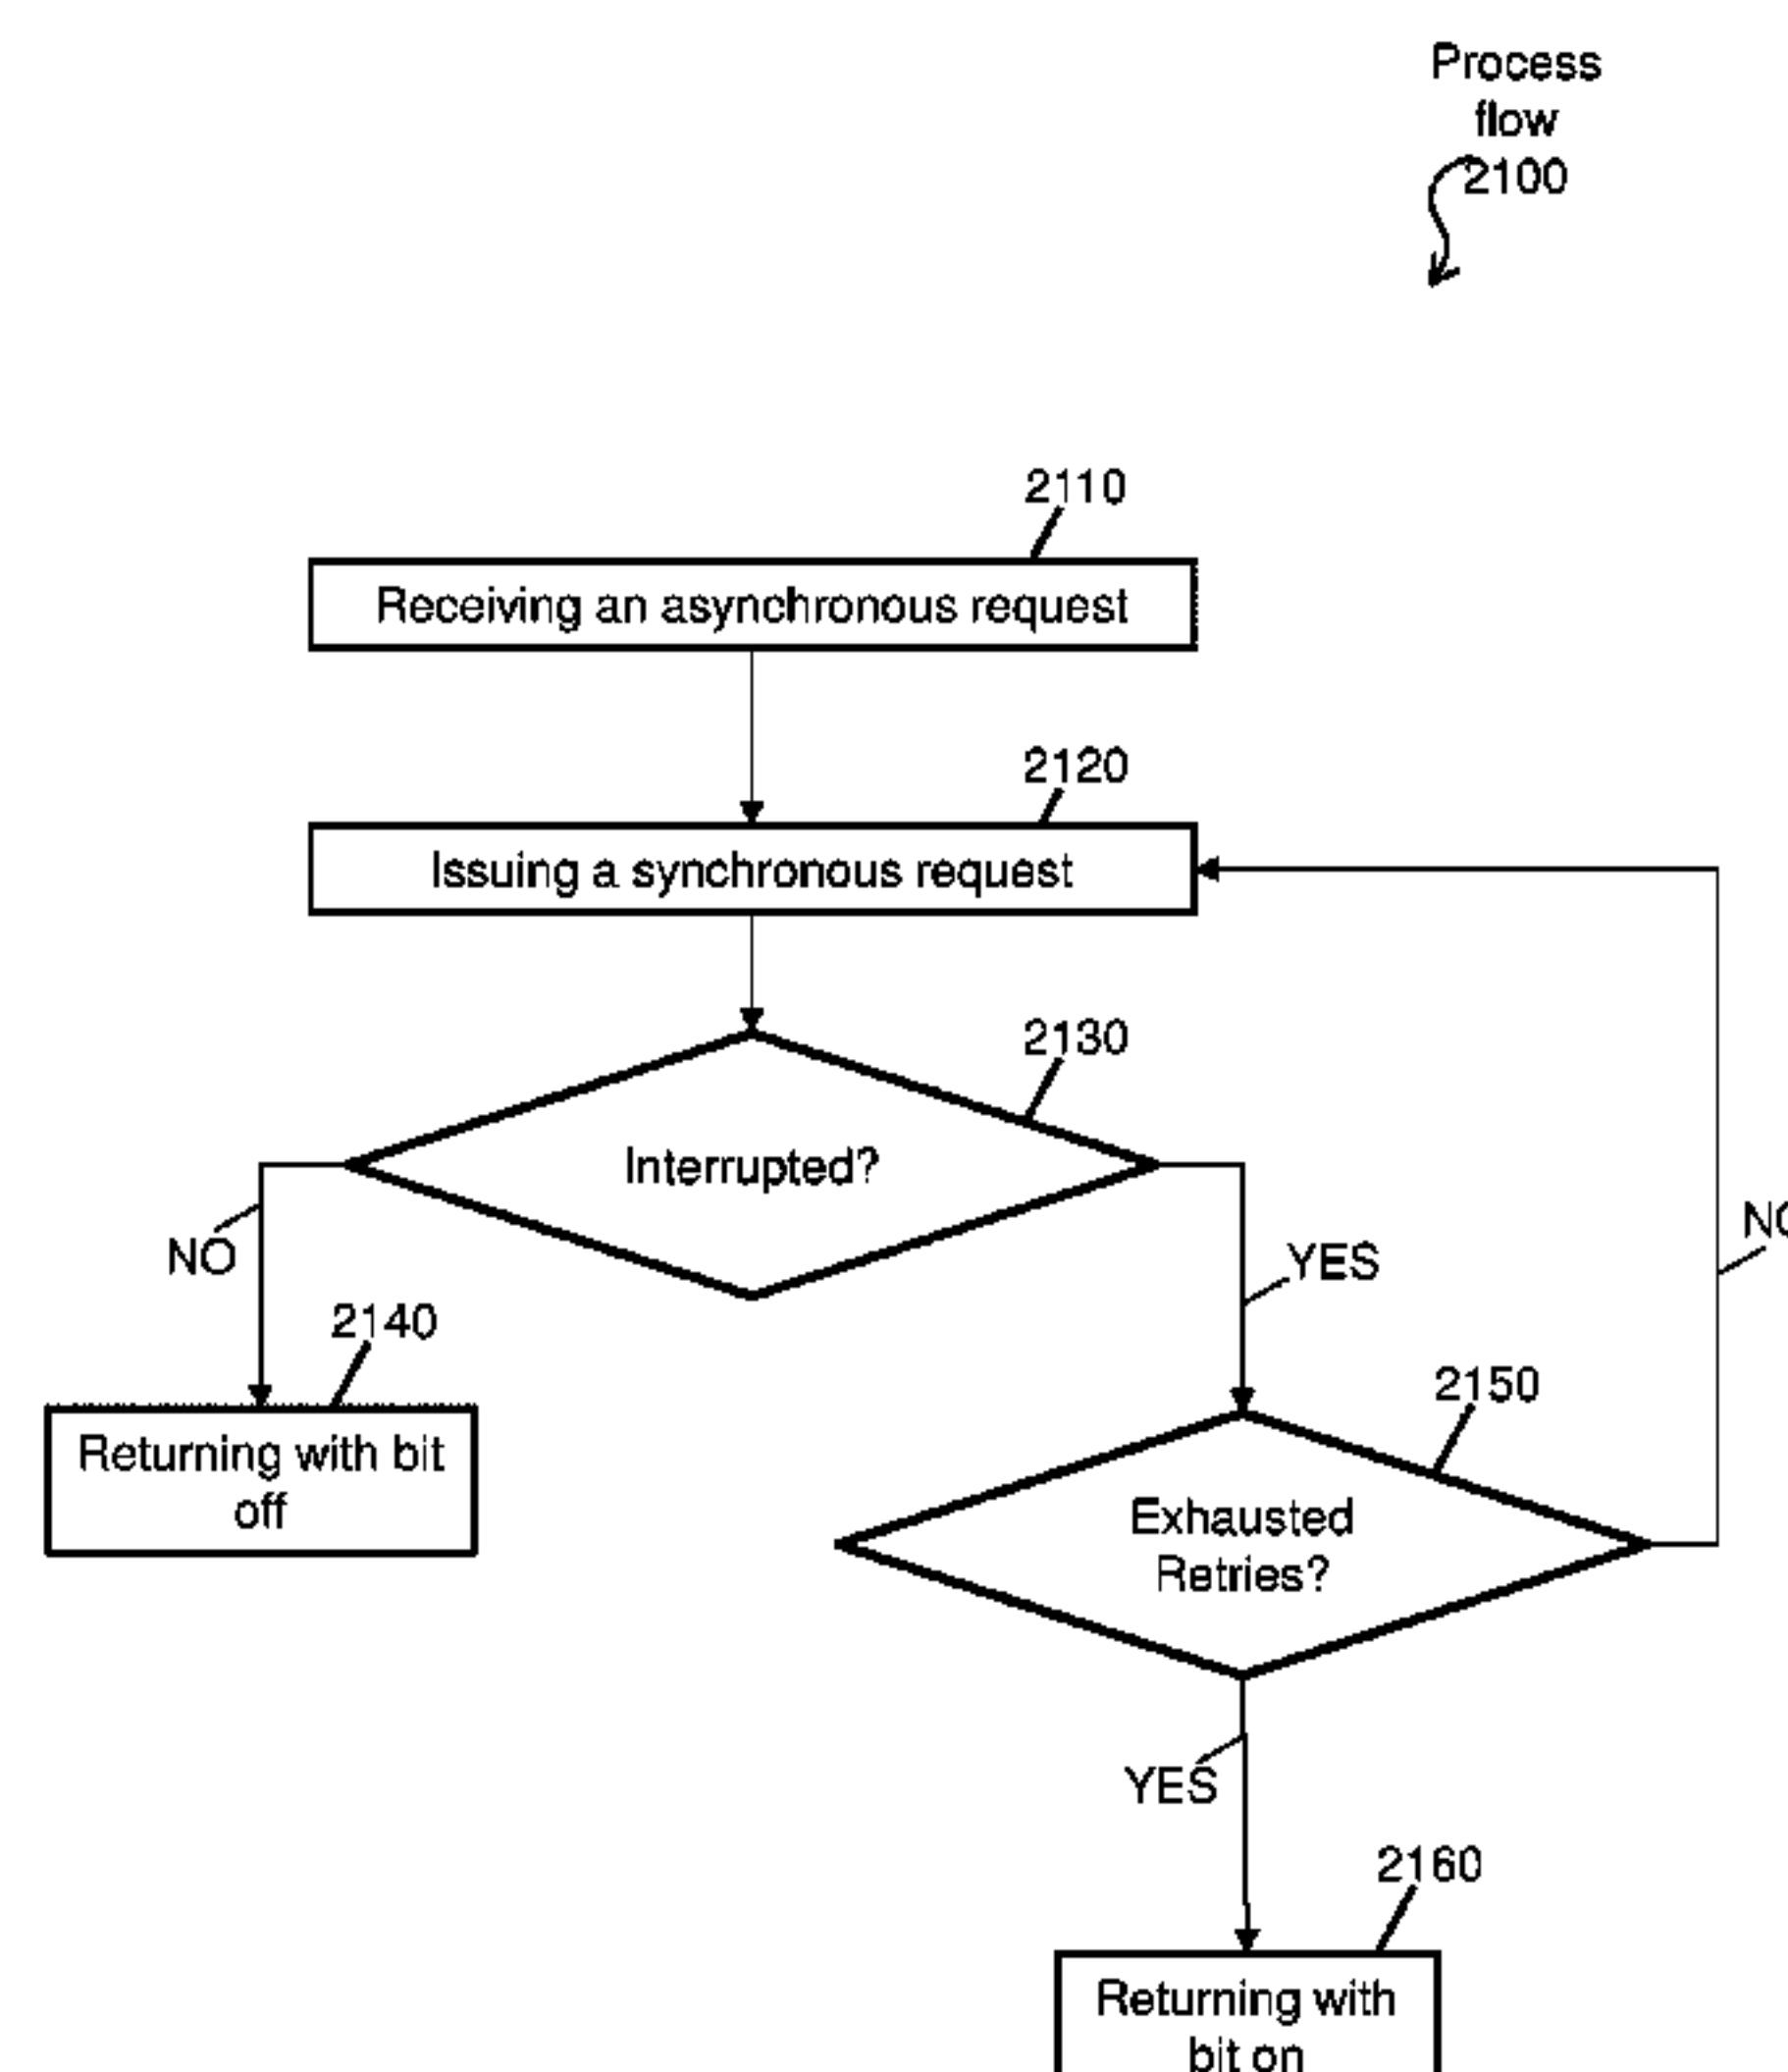 Process
flow
2100
2110
Receiving an asynchronous request
2120
Issuing a synchronous request
2130
Interrupted?
NO
YES
NO
2140
Returning with bit
off
2150
Exhausted
Retries?
YES
2160
Returning with
bit on